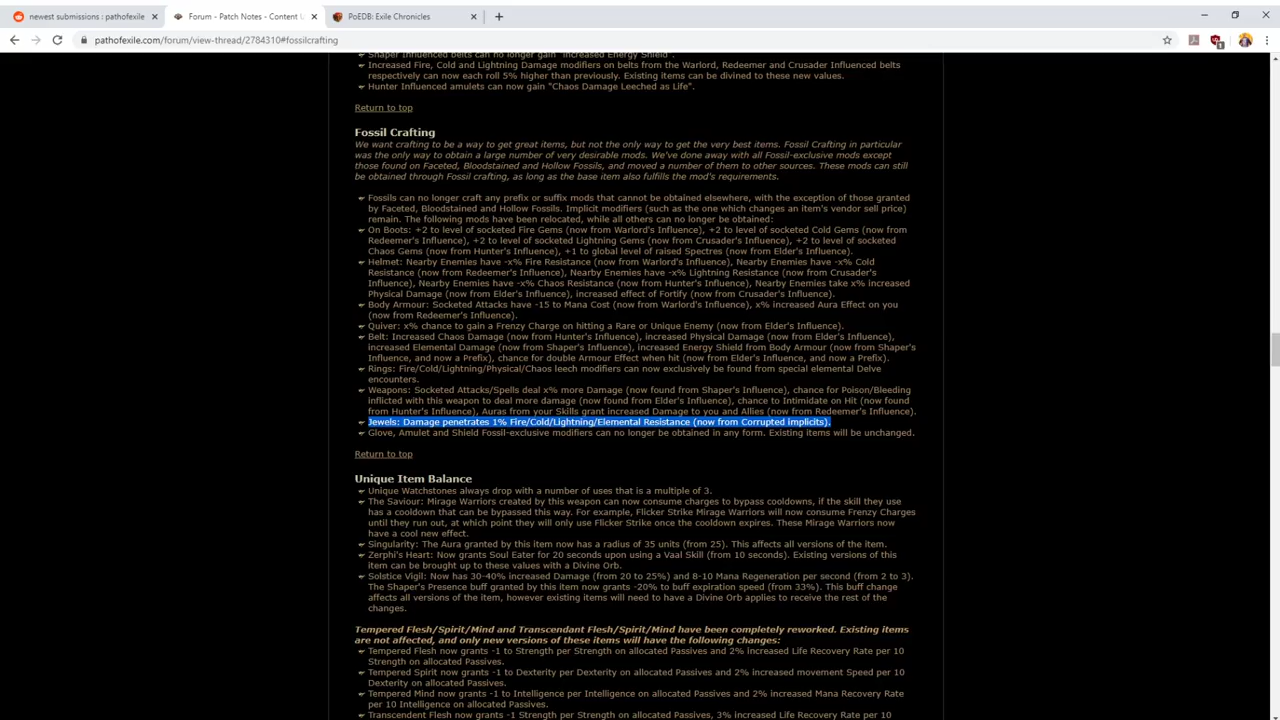 newest submissions : pathofexile
Forum - Patch Notes - Content U
PoEDB: Exile Chronicles
pathofexile.com/forum/view-thread/2784310#fossilcrafting
Shaper Influenced belts can no longer gain "increased Energy Shield".
Increased Fire, Cold and Lightning Damage modifiers on belts from the Warlord, Redeemer and Crusader Influenced belts
respectively can now each roll 5% higher than previously. Existing items can be divined to these new values.
Hunter Influenced amulets can now gain "Chaos Damage Leeched as Life".
Return to top
Fossil Crafting
We want crafting to be a way to get great items, but not the only way to get the very best items. Fossil Crafting in particular
was the only way to obtain a large number of very desirable mods. We've done away with all Fossil-exclusive mods except
those found on Faceted, Bloodstained and Hollow Fossils, and moved a number of them to other sources. These mods can still
be obtained through Fossil crafting, as long as the base item also fulfills the mod's requirements.
Fossils can no longer craft any prefix or suffix mods that cannot be obtained elsewhere, with the exception of those granted
by Faceted, Bloodstained and Hollow Fossils. Implicit modifiers (such as the one which changes an item's vendor sell price)
remain. The following mods have been relocated, while all others can no longer be obtained:
On Boots: +2 to level of socketed Fire Gems (now from Warlord's Influence), +2 to level of socketed Cold Gems (now from
Redeemer's Influence), +2 to level of socketed Lightning Gems (now from Crusader's Influence), +2 to level of socketed
Chaos Gems (now from Hunter's Influence), +1 to global level of raised Spectres (now from Elder's Influence).
Helmet: Nearby Enemies have -x% Fire Resistance (now from Warlord's Influence), Nearby Enemies have -x% Cold
Resistance (now from Redeemer's Influence), Nearby Enemies have -x% Lightning Resistance (now from Crusader's
Influence), Nearby Enemies have -x% Chaos Resistance (now from Hunter's Influence), Nearby Enemies take x% increased
Physical Damage (now from Elder's Influence), increased effect of Fortify (now from Crusader's Influence).
Body Armour: Socketed Attacks have -15 to Mana Cost (now from Warlord's Influence), x% increased Aura Effect on you
(now from Redeemer's Influence).
Quiver: x% chance to gain a Frenzy Charge on hitting a Rare or Unique Enemy (now from Elder's Influence).
Belt: Increased Chaos Damage (now from Hunter's Influence), increased Physical Damage (now from Elder's Influence),
increased Elemental Damage (now from Shaper's Influence), increased Energy Shield from Body Armour (now from Shaper's
Influence, and now a Prefix), chance for double Armour Effect when hit (now from Elder's Influence, and now a Prefix).
Rings: Fire/Cold/Lightning/Physical/Chaos leech modifiers can now exclusively be found from special elemental Delve
encounters.
Weapons: Socketed Attacks/Spells deal x% more Damage (now found from Shaper's Influence), chance for Poison/Bleeding
inflicted with this weapon to deal more damage (now found from Elder's Influence), chance to Intimidate on Hit (now found
from Hunter's Influence), Auras from your Skills grant increased Damage to you and Allies (now from Redeemer's Influence).
Jewels: Damage penetrates 1% Fire/Cold/Lightning/Elemental Resistance (now from Corrupted implicits).
Glove, Amulet and Shield Fossil-exclusive modifiers can no longer be obtained in any form. Existing items will be unchanged.
Return to top
Unique Item Balance
Unique Watchstones always drop with a number of uses that is a multiple of 3.
The Saviour: Mirage Warriors created by this weapon can now consume charges to bypass cooldowns, if the skill they use
has a cooldown that can be bypassed this way. For example, Flicker Strike Mirage Warriors will now consume Frenzy Charges
until they run out, at which point they will only use Flicker Strike once the cooldown expires. These Mirage Warriors now
have a cool new effect.
Singularity: The Aura granted by this item now has a radius of 35 units (from 25). This affects all versions of the item.
Zerphi's Heart: Now grants Soul Eater for 20 seconds upon using a Vaal Skill (from 10 seconds). Existing versions of this
item can be brought up to these values with a Divine Orb.
Solstice Vigil: Now has 30-40% increased Damage (from 20 to 25%) and 8-10 Mana Regeneration per second (from 2 to 3).
The Shaper's Presence buff granted by this item now grants -20% to buff expiration speed (from 33%). This buff change
affects all versions of the item, however existing items will need to have a Divine Orb applies to receive the rest of the
changes.
Tempered Flesh/Spirit/Mind and Transcendant Flesh/Spirit/Mind have been completely reworked. Existing items
are not affected, and only new versions of these items will have the following changes:
Tempered Flesh now grants -1 to Strength per Strength on allocated Passives and 2% increased Life Recovery Rate per 10
Strength on allocated Passives.
Tempered Spirit now grants -1 to Dexterity per Dexterity on allocated Passives and 2% increased movement Speed per 10
Dexterity on allocated Passives.
Tempered Mind now grants -1 to Intelligence per Intelligence on allocated Passives and 2% increased Mana Recovery Rate
per 10 Intelligence on allocated Passives.
Transcendent Flesh now grants -1 Strength per Strength on allocated Passives, 3% increased Life Recovery Rate per 10